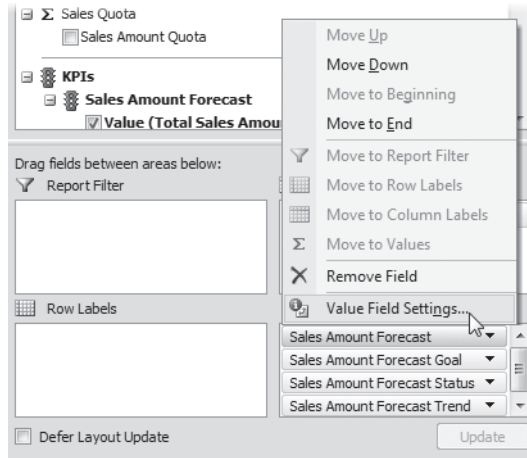 Σ Sales Quota
Sales Amount Quota
KPIs
Sales Amount Forecast
Value (Total Sales Amou
Drag fields between areas below:
Report Filter
Row Labels
Move Up
Move Down
Move to Beginning
Move to End
Move to Report Filter
Move to Row Labels
Move to Column Labels
Σ Move to Values
Remove Field
Value Field Settings...
Sales Amount Forecast
Sales Amount Forecast Goal
Sales Amount Forecast Status
Sales Amount Forecast Trend
Defer Layout Update
Update